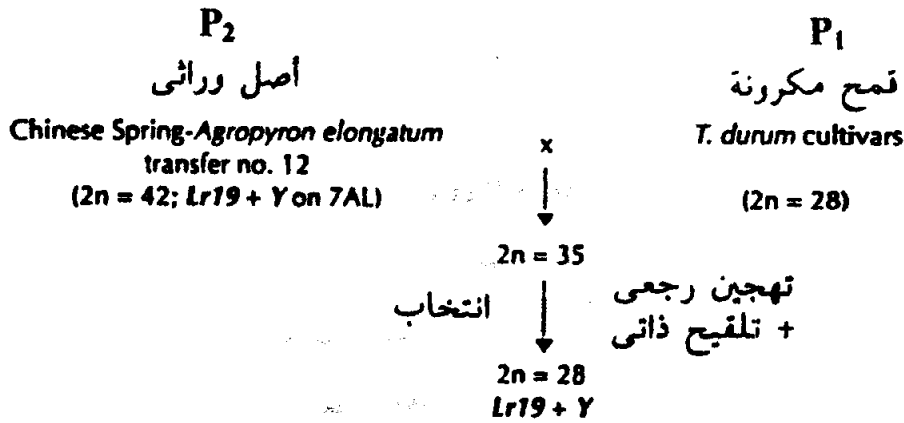 P₂
P₁
أصل وراثى
قمح مكرونة
Chinese Spring-Agropyron elongatum
transfer no. 12
(2n = 42; Lr19 + Y on 7AL)
x
T. durum cultivars
(2n = 28)
2n = 35
انتخاب
تهجين رجعى
+ تلقيح ذاتى
2n = 28
Lr19 + Y